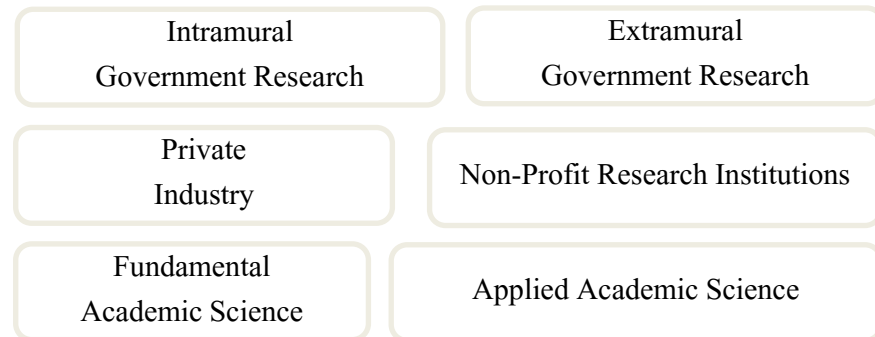 Intramural
Government Research
Extramural
Government Research
Private
Industry
Non-Profit Research Institutions
Fundamental
Academic Science
Applied Academic Science